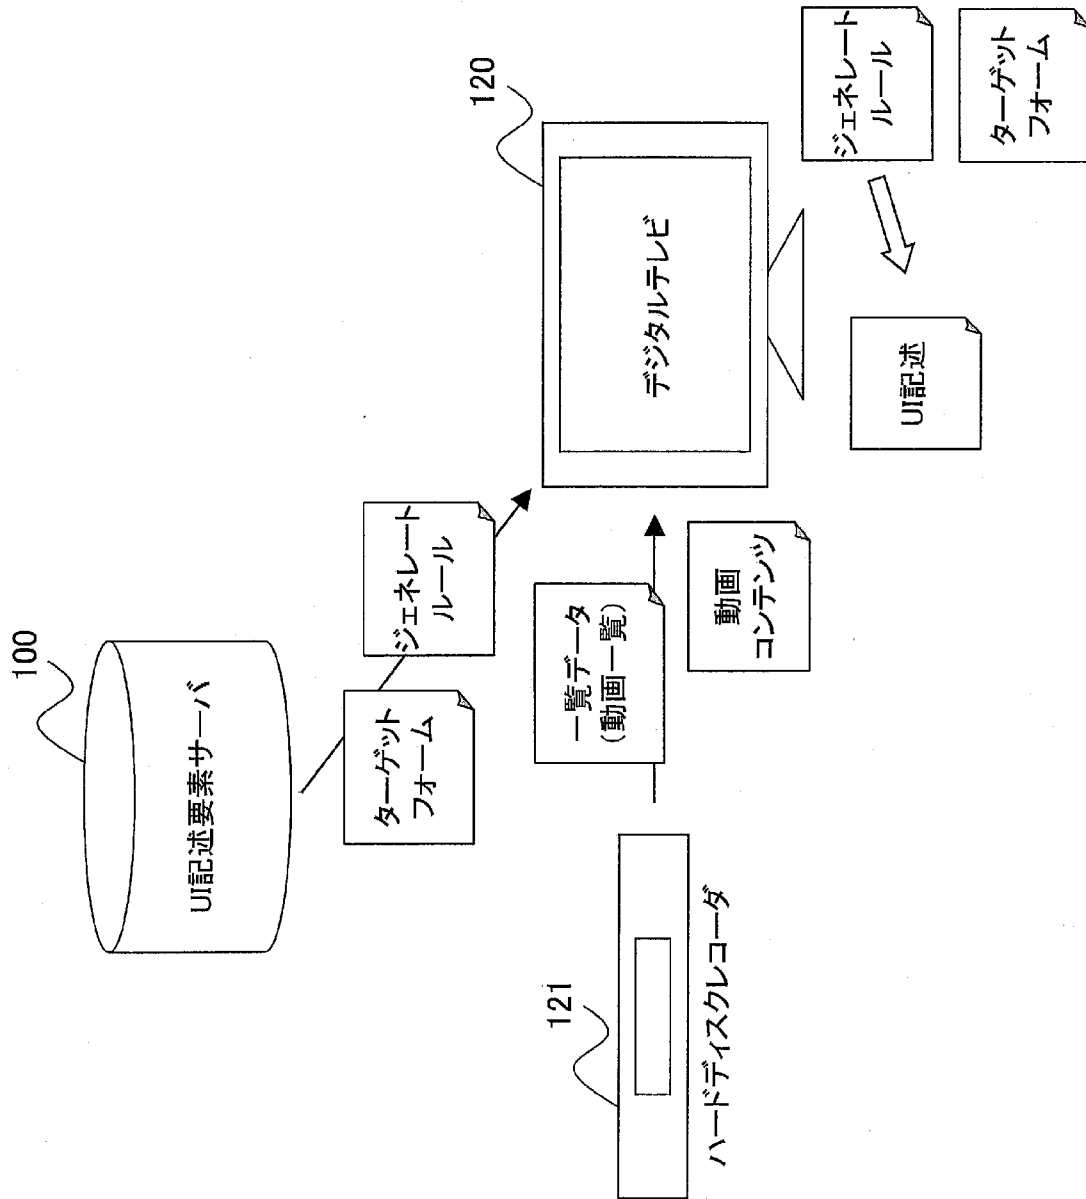 100
UI記述要素サーバ
ターゲット
フォーム
ジェネレート
ルール
121
ハードディスクレコーダ
一覧データ
(動画一覧)
動画
コンテンツ
120
デジタルテレビ
UI記述
ジェネレート
ルール
ターゲット
フォーム